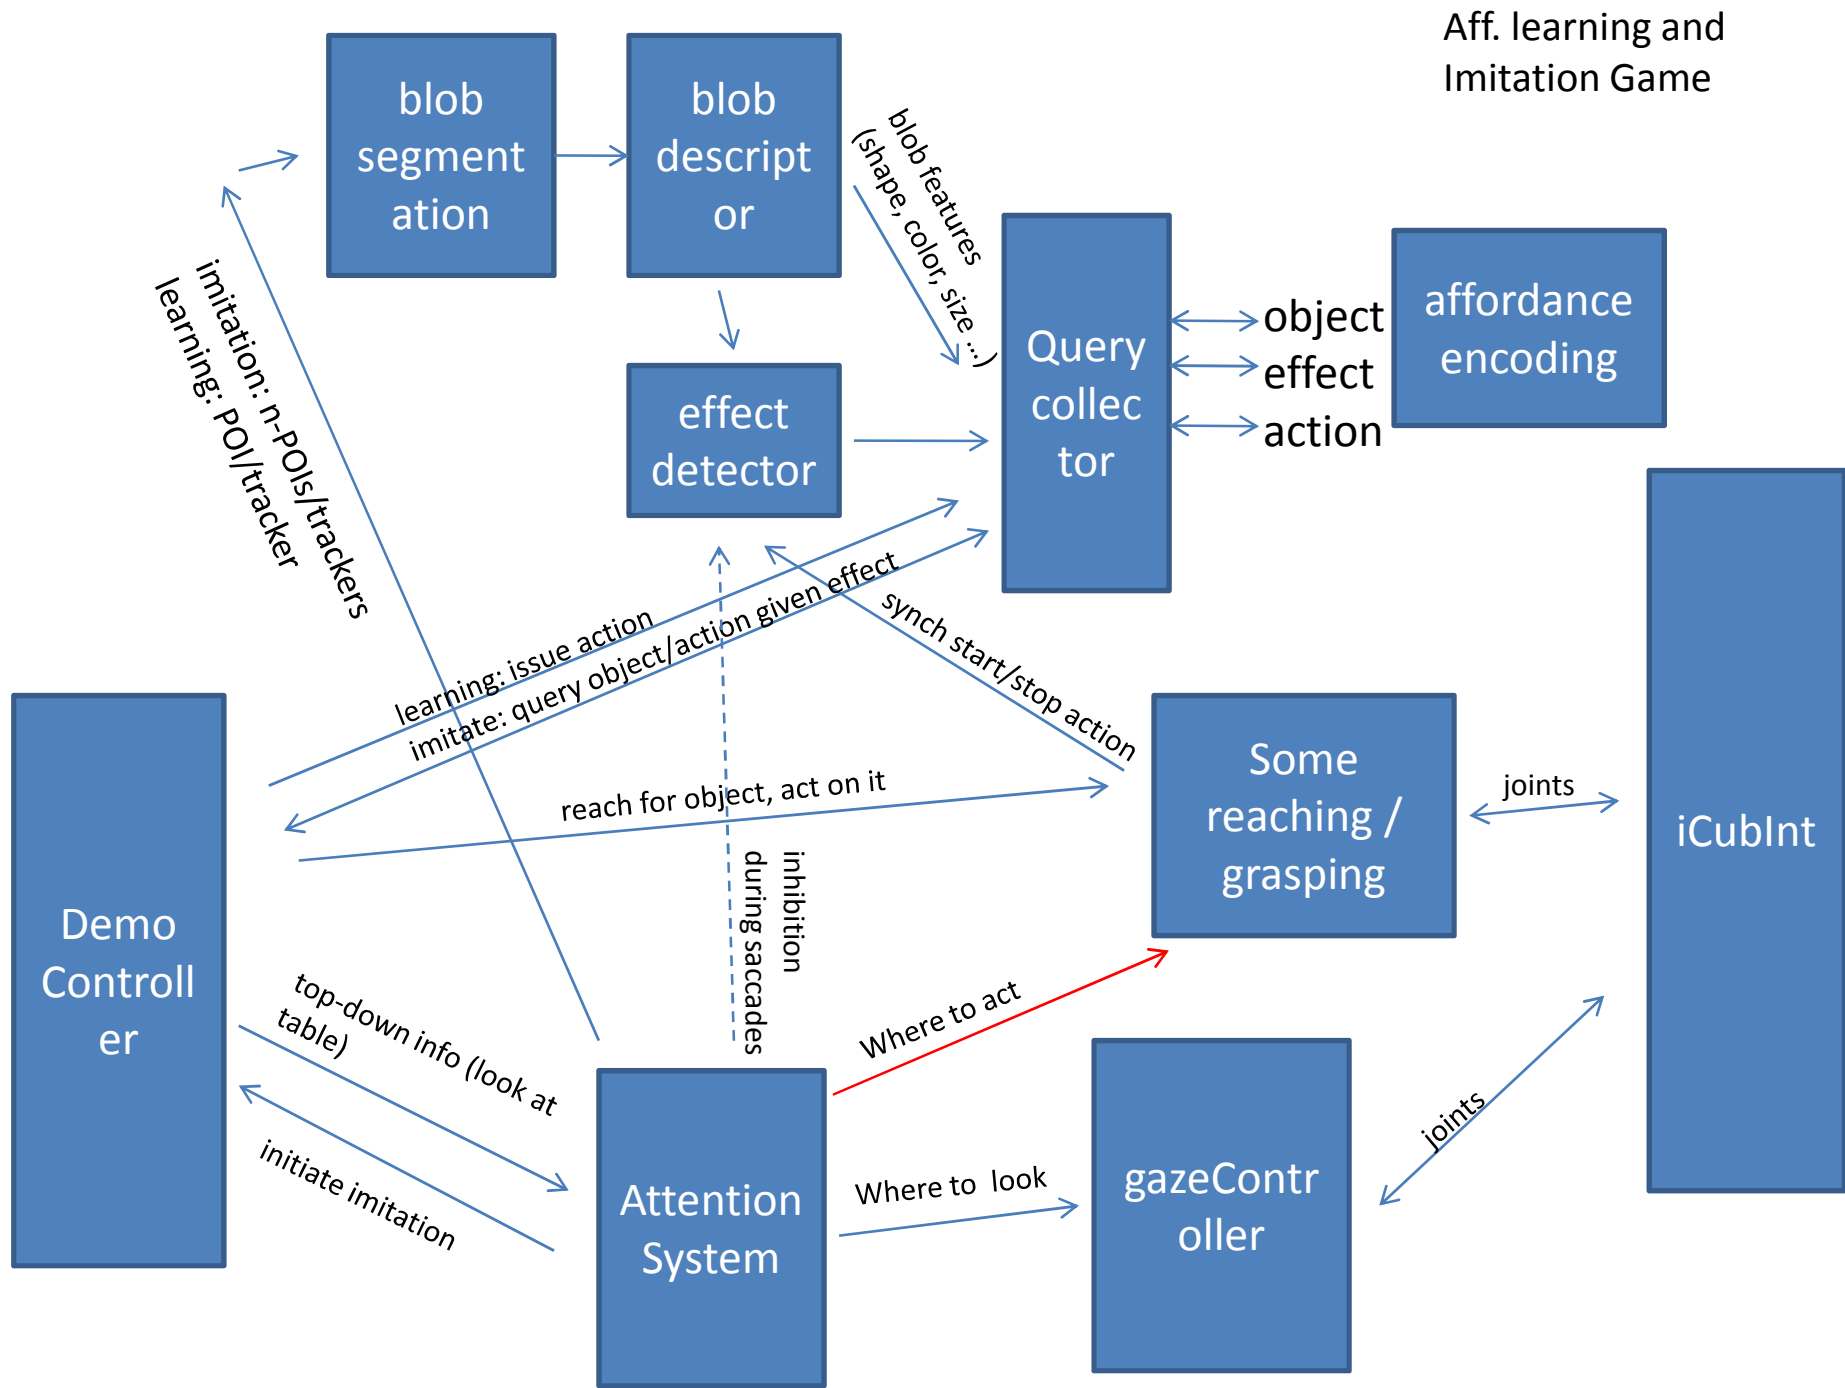 Aff. learning and
Imitation Game
blob
segment
ation
blob
descript
or
blob features
(shape, color, size ....)
imitation: n-POIs/trackers
learning: POI/tracker
effect
detector
Query
collec
tor
object
effect
action
affordance
encoding
learning: issue action
imitate: query object/action given effect
synch start/stop action
reach for object, act on it
inhibition
during saccades
Some
reaching /
grasping
joints
iCubInt
Demo
Controll
er
top-down info (look at
table)
initiate imitation
Where to act
Attention
System
Where to  look
gazeContr
oller
joints